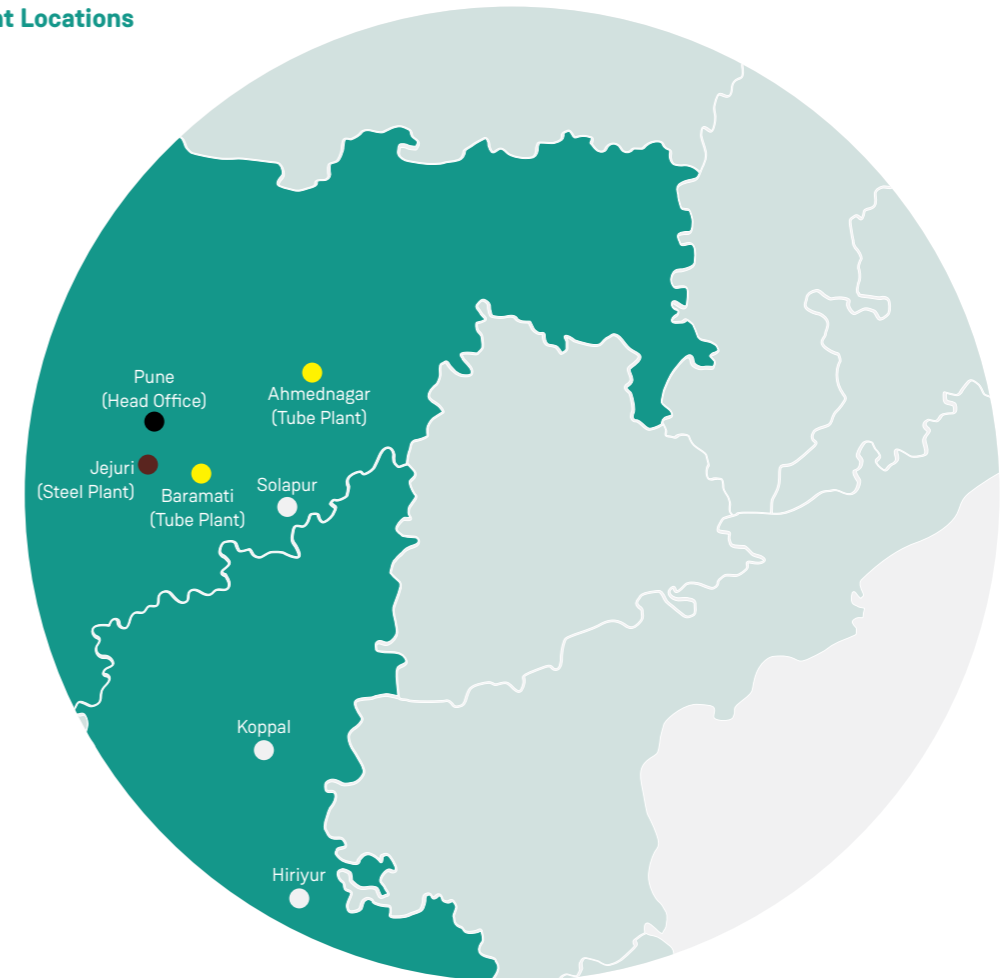 Locations
Pune
(Head Office)
Ahmednagar
(Tube Plant)
Jejuri
(Steel Plant)
Baramati
(Tube Plant)
Solapur
Koppal
Hiriyur